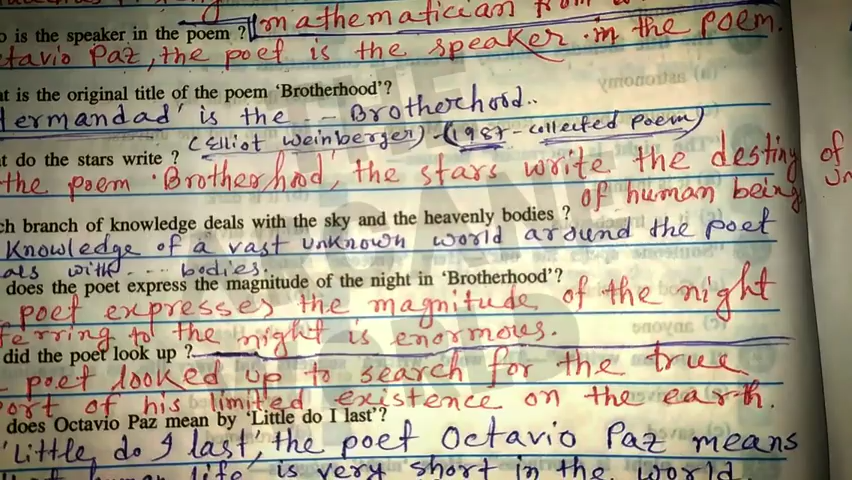 mathematician from
o is the speaker in the poem ?
ctavio Paz, the poet is the speaker in the poem.
at is the original title of the poem 'Brotherhood'?
Hermandad' is the -- Brotherhood..
(Elliot Weinberger) - (1987 - collected poem)
at do the stars write ?
the poem 'Brotherhood', the stars write the destiny of
of human being
ch branch of knowledge deals with the sky and the heavenly bodies ?
Knowledge of a vast unknown world around the poet
als with --- bodies.
does the poet express the magnitude of the night in 'Brotherhood'?
poet expresses the magnitude of the night
ferring to the night is enormous.
did the poet look up ?
poet looked up to search for the true
port of his limited existence on the earth.
does Octavio Paz mean by 'Little do I last'?
'Little do I last', the poet Octavio Paz means
human life is very short in the world.